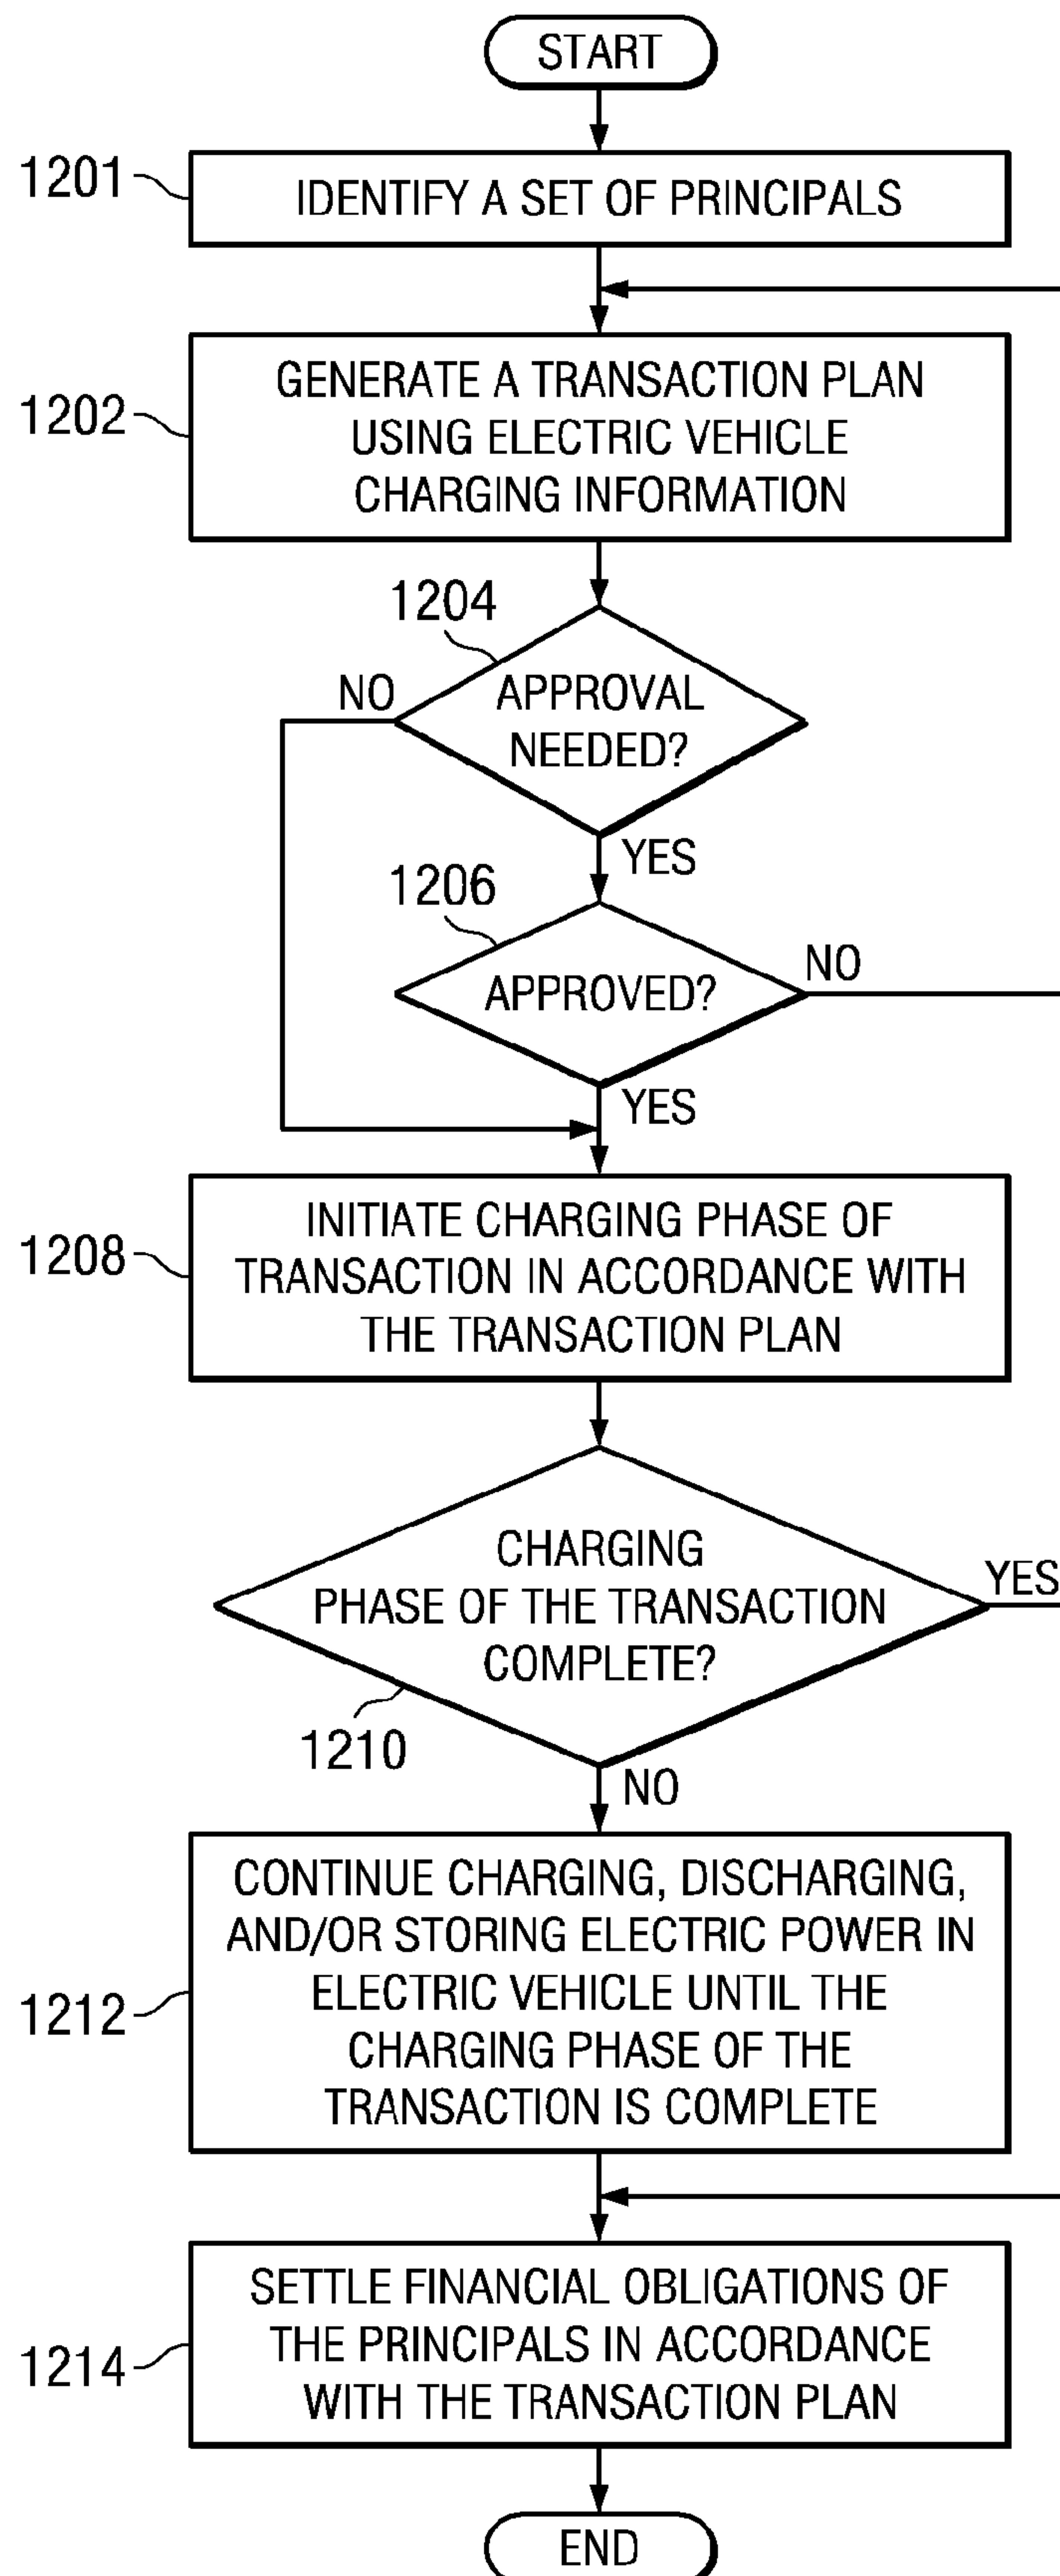 START
1201
IDENTIFY A SET OF PRINCIPALS
1202
GENERATE A TRANSACTION PLAN
USING ELECTRIC VEHICLE
CHARGING INFORMATION
1204
NO
APPROVAL
NEEDED?
YES
1206
APPROVED?
NO
YES
1208
INITIATE CHARGING PHASE OF
TRANSACTION IN ACCORDANCE WITH
THE TRANSACTION PLAN
CHARGING
PHASE OF THE TRANSACTION
COMPLETE?
YES
1210
NO
1212
CONTINUE CHARGING, DISCHARGING,
AND/OR STORING ELECTRIC POWER IN
ELECTRIC VEHICLE UNTIL THE
CHARGING PHASE OF THE
TRANSACTION IS COMPLETE
1214
SETTLE FINANCIAL OBLIGATIONS OF
THE PRINCIPALS IN ACCORDANCE
WITH THE TRANSACTION PLAN
END